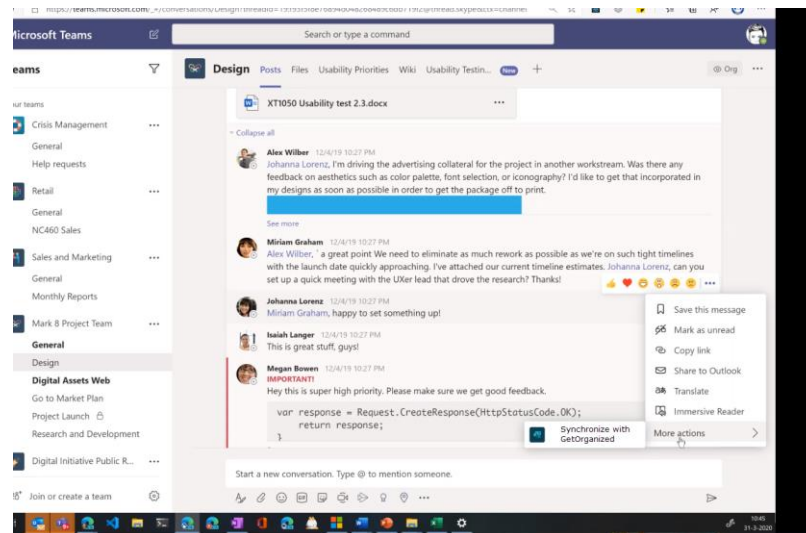 Microsoft Teams
Search or type a command
Teams
Design Posts Files Usability Priorities Wiki Usability Testin... New
Org
Your teams
XT1050 Usability test 2.3.docx
Crisis Management
General
Help requests
Retail
General
NC460 Sales
Sales and Marketing
General
Monthly Reports
Mark 8 Project Team
General
Design
Digital Assets Web
Go to Market Plan
Project Launch
Research and Development
Digital Initiative Public R...
Join or create a team
Collapse all
Alex Wilber 12/4/19 10:27 PM
Johanna Lorenz, I'm driving the advertising collateral for the project in another workstream. Was there any
feedback on aesthetics such as color palette, font selection, or iconography? I'd like to get that incorporated in
my designs as soon as possible in order to get the package off to print.
See more
Miriam Graham 12/4/19 10:27 PM
Alex Wilber, ` a great point We need to eliminate as much rework as possible as we're on such tight timelines
with the launch date quickly approaching. I've attached our current timeline estimates. Johanna Lorenz, can you
set up a quick meeting with the UXer lead that drove the research? Thanks!
Johanna Lorenz 12/4/19 10:27 PM
Miriam Graham, happy to set something up!
Isaiah Langer 12/4/19 10:27 PM
This is great stuff, guys!
Megan Bowen 12/4/19 10:27 PM
IMPORTANT!
Hey this is super high priority. Please make sure we get good feedback.
var response = Request.CreateResponse(HttpStatusCode.OK);
return response;
}
Save this message
Mark as unread
Copy link
Share to Outlook
Translate
Immersive Reader
More actions
Synchronize with
GetOrganized
Start a new conversation. Type @ to mention someone.
10:45
31-3-2020